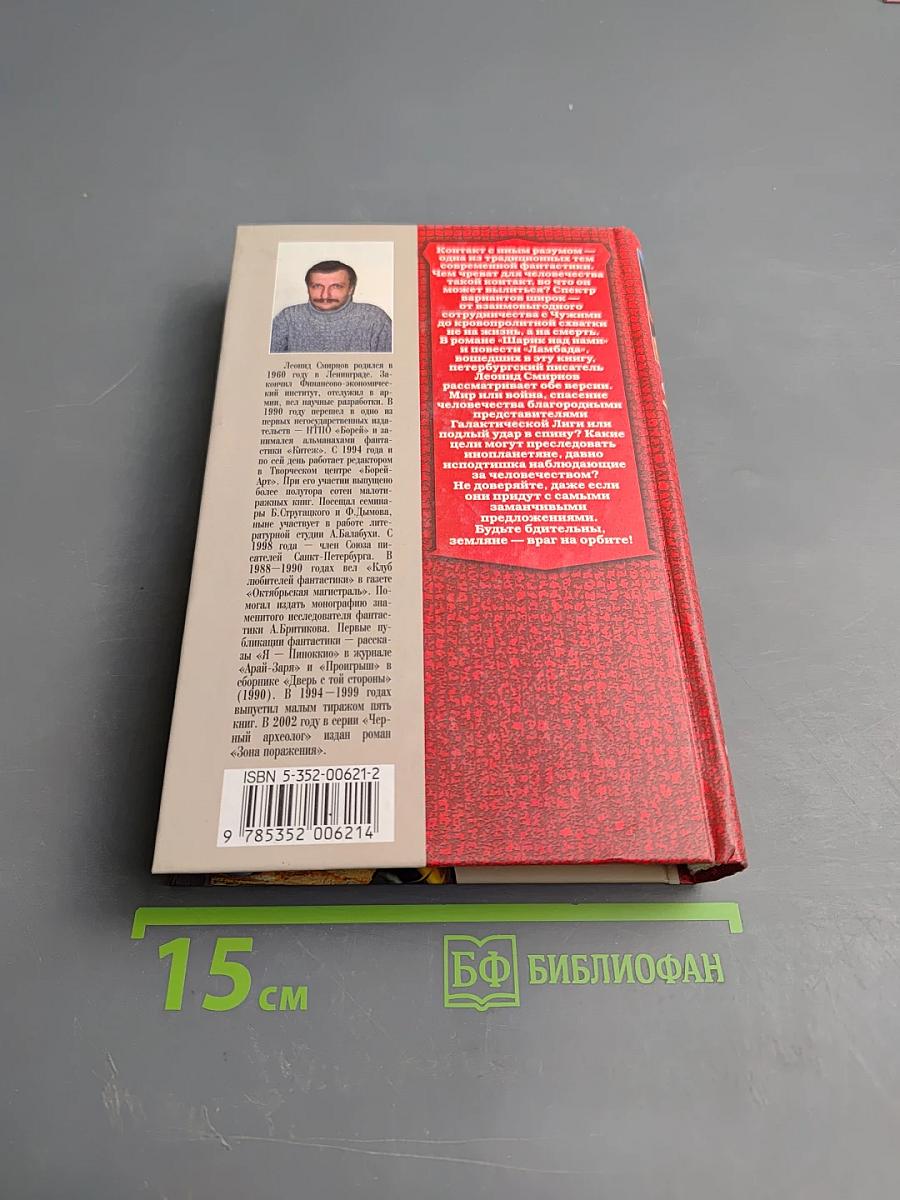 Леонид Смирнов родился в
1960 году в Ленинграде. За-
кончил Финансово-экономичес-
кий институт, отслужил в ар-
мии, вел научные разработки. В
1990 году перешел в одно из
первых негосударственных изда-
тельств — НТПО «Борей» и за-
нимался альманахами фанта-
стики «Китеж». С 1994 года и
по сей день работает редактором
в Творческом центре «Борей-
Арт». При его участии выпущено
более полутора сотен малоти-
ражных книг. Посещал семина-
ры Б.Стругацкого и Ф.Дымова,
ныне участвует в работе лите-
ратурной студии А.Балабухи. С
1998 года — член Союза пи-
сателей Санкт-Петербурга. В
1988—1990 годах вел «Клуб
любителей фантастики» в газете
«Октябрьская магистраль». По-
могал издать монографию зна-
менитого исследователя фантас-
тики А.Бритикова. Первые пу-
бликации фантастики — расска-
зы «Я — Пиноккио» в журнале
«Арай-Заря» и «Проигрыш» в
сборнике «Дверь с той стороны»
(1990). В 1994—1999 годах
выпустил малым тиражом пять
книг. В 2002 году в серии «Чер-
ный археолог» издан роман
«Зона поражения».
ISBN 5-352-00621-2
9 785352 006214
Контакт с иным разумом —
одна из традиционных тем
современной фантастики.
Чем чреват для человечества
такой контакт, во что он
может вылиться? Спектр
вариантов широк —
от взаимовыгодного
сотрудничества с Чужими
до кровопролитной схватки
не на жизнь, а на смерть.
В романе «Шарик над нами»
и повести «Ламбада»,
вошедших в эту книгу,
петербургский писатель
Леонид Смирнов
рассматривает обе версии.
Мир или война, спасение
человечества благородными
представителями
Галактической Лиги или
подлый удар в спину? Какие
цели могут преследовать
инопланетяне, давно
исподтишка наблюдающие
за человечеством?
Не доверяйте, даже если
они придут с самыми
заманчивыми
предложениями.
Будьте бдительны,
земляне — враг на орбите!
15 см
БФ БИБЛИОФАН